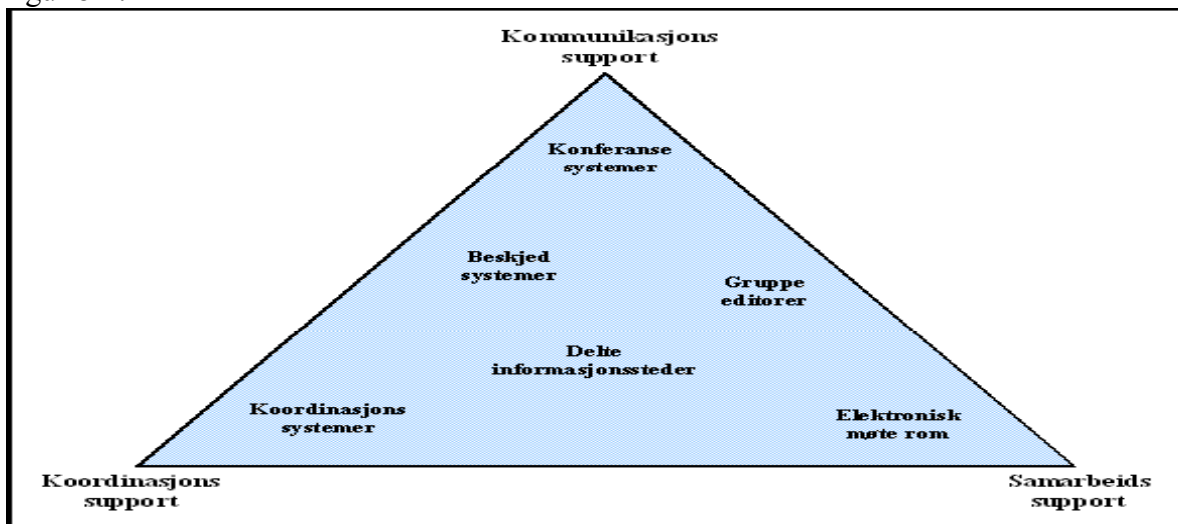 Kommunikasjons
support
Konferanse
systemer
Beskjed
systemer
Gruppe
editorer
Delte
informasjonssteder
Koordinasjons
systemer
Elektronisk
møte rom
Koordinasjons
support
Samarbeids
support